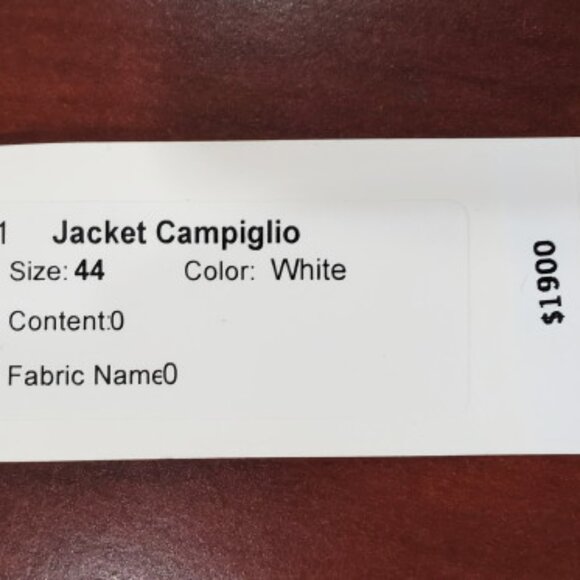 1 Jacket Campiglio
Size: 44 Color: White
Content:0
Fabric Name0
$1900